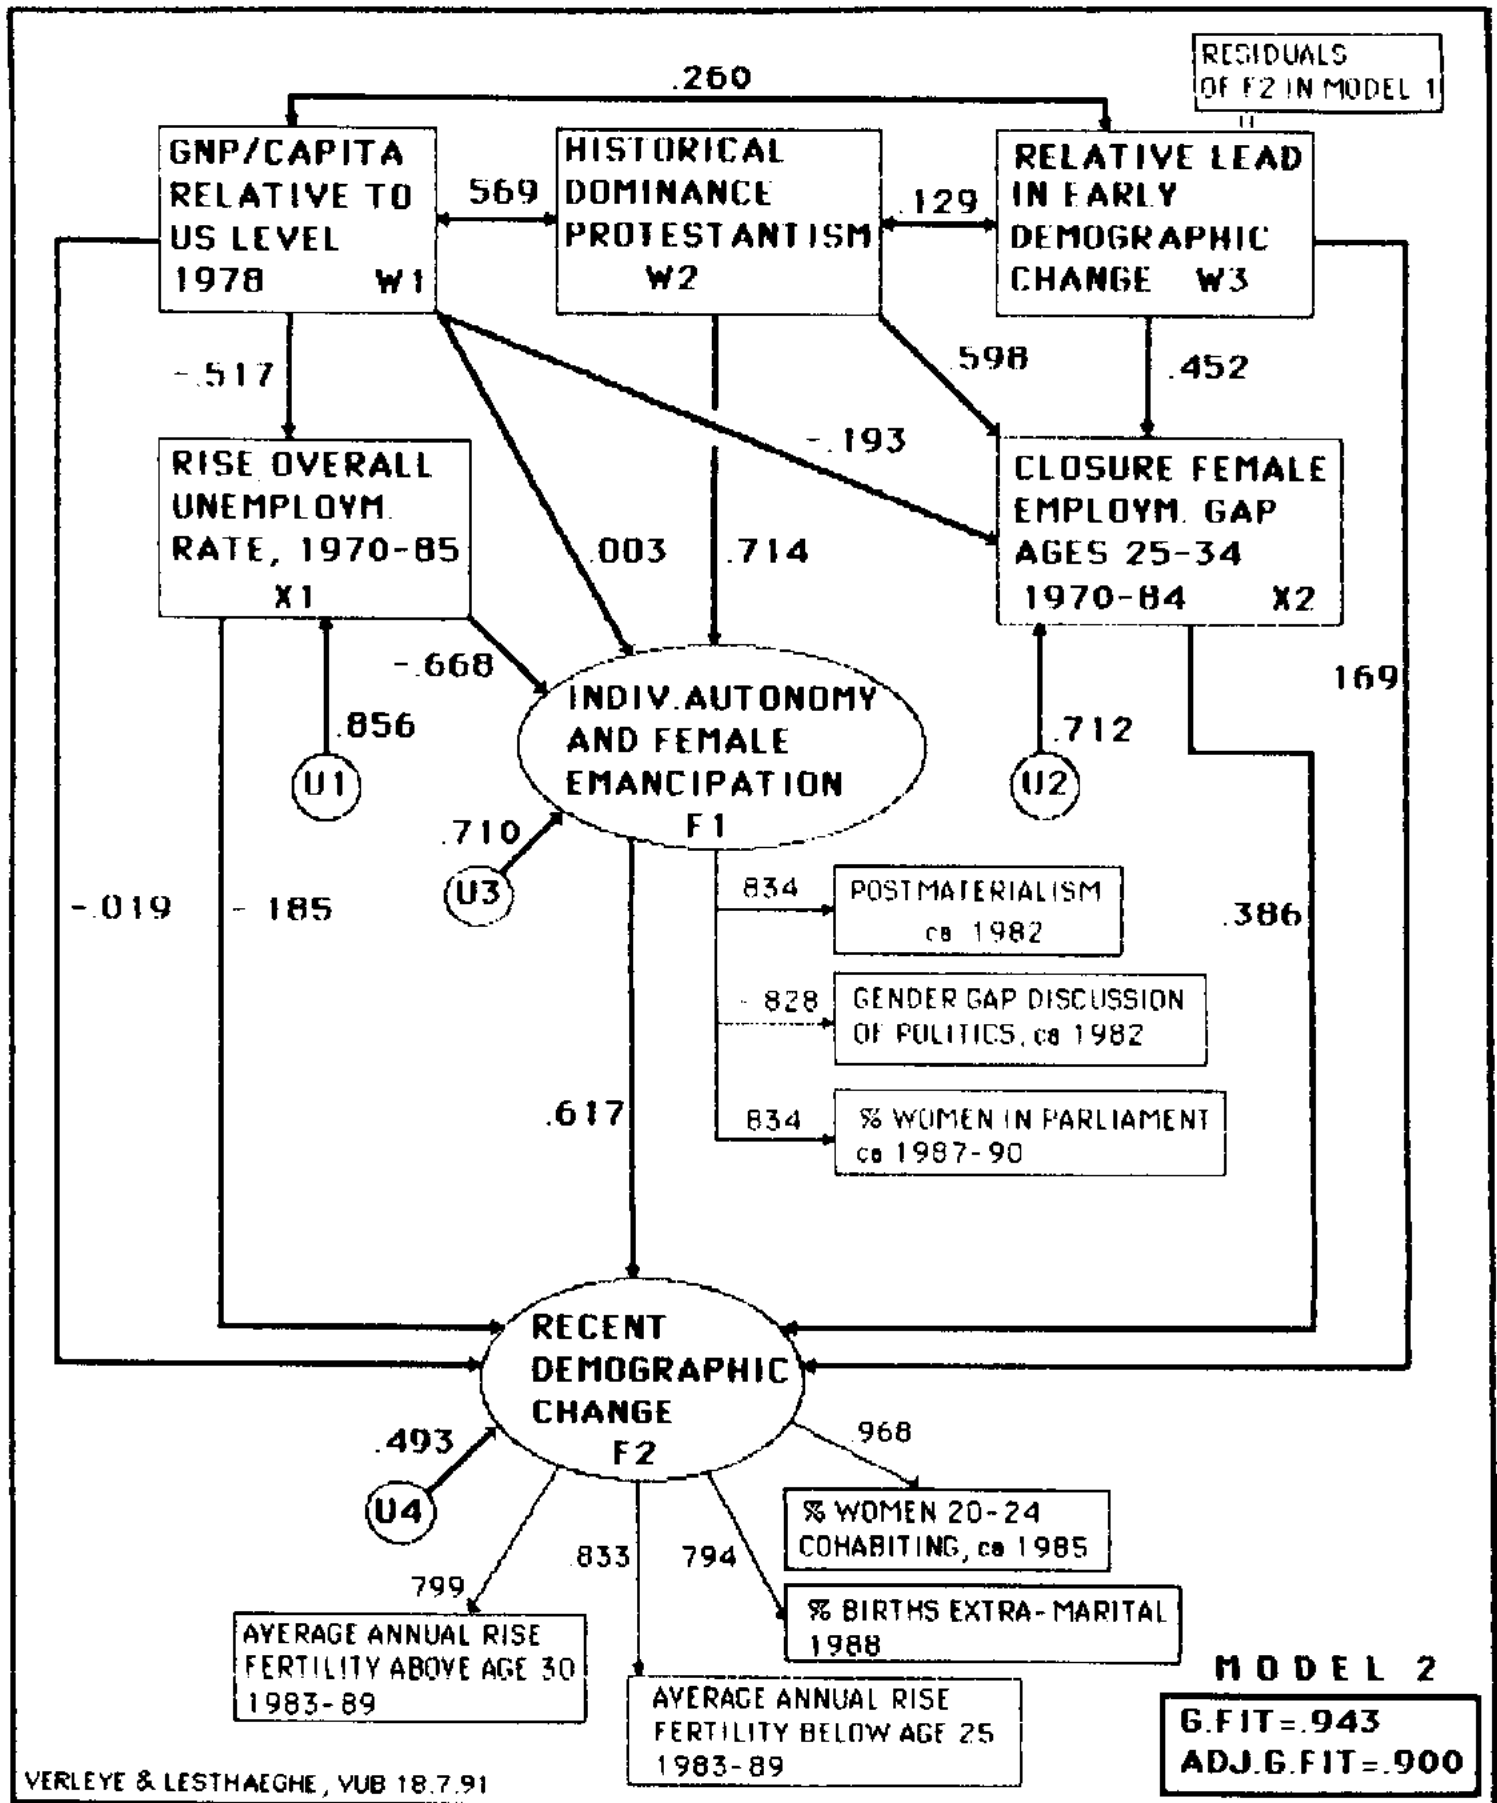 RESIDUALS
OF F2 IN MODEL 1
.260
GNP/CAPITA
RELATIVE TO
US LEVEL
1978 W1
569
HISTORICAL
DOMINANCE
PROTESTANTISM
W2
.129
RELATIVE LEAD
IN EARLY
DEMOGRAPHIC
CHANGE W3
-.517
.598
.452
-.193
RISE OVERALL
UNEMPLOYM.
RATE, 1970-85
X1
.003
.714
CLOSURE FEMALE
EMPLOYM. GAP
AGES 25-34
1970-84 X2
-.668
169
.856
U1
INDIV. AUTONOMY
AND FEMALE
EMANCIPATION
F1
.712
U2
.710
U3
-.019
- 185
.386
834
POSTMATERIALISM
ca 1982
- 828
GENDER GAP DISCUSSION
OF POLITICS, ca 1982
.617
834
% WOMEN IN PARLIAMENT
ca 1987-90
RECENT
DEMOGRAPHIC
CHANGE
F2
.493
U4
.968
% WOMEN 20-24
COHABITING, ca 1985
799
.833
794
% BIRTHS EXTRA-MARITAL
1988
AVERAGE ANNUAL RISE
FERTILITY ABOVE AGE 30
1983-89
AVERAGE ANNUAL RISE
FERTILITY BELOW AGE 25
1983-89
MODEL 2
G.FIT=.943
ADJ.G.FIT=.900
VERLEYE & LESTHAEGHE, VUB 18.7.91